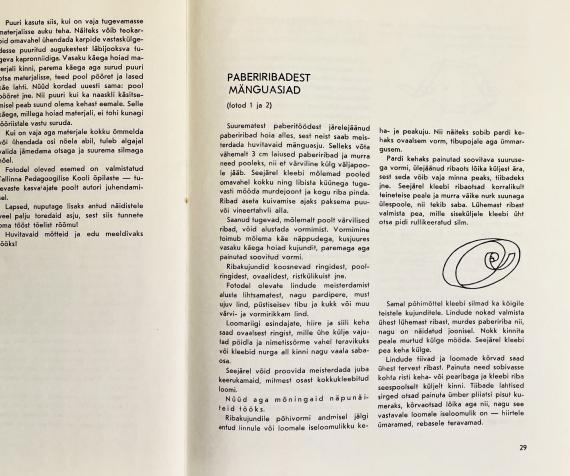 Puuri kasuta siis, kui on vaja tugevamasse
materjalisse auku teha. Näiteks võib teokar-
pid omavahel ühendada karpide vastaskülge-
desse puuritud augukestest läbijooksva tu-
geva kapronniidiga. Vasaku käega hoiad ma-
terjali kinni, parema käega aga surud puuri
otsa materjalisse, teed pool pööret ja lased
käe lahti. Nüüd kordad uuesti sama: pool
pööret jne. Nii puuri kui ka naasklit käsitse-
misel peab suund olema kehast eemale. Selle
käega, millega hoiad materjali, ei tohi kunagi
tööriistale vastu suruda.
Kui on vaja aga materjale kokku õmmelda
või ühendada osi nõela abil, tuleb algajal
valida jämedama otsaga ja suurema silmaga
nõel.
Fotodel olevad esemed on valmistatud
Tallinna Pedagoogilise Kooli õpilaste — tu-
levaste kasvatajate poolt autori juhendami-
sel.
Lapsed, nuputage lisaks antud näidistele
veel palju toredaid asju, sest siis tunnete
oma tööst tõelist rõõmu!
Huvitavaid mõtteid ja edu meeldivaks
tööks!
PABERIRIBADEST
MÄNGUASJAD
(fotod 1 ja 2)
Suurematest paberitöödest järelejäänud
paberiribad hoia alles, sest neist saab meis-
terdada huvitavaid mänguasju. Selleks võta
vähemalt 3 cm laiused paberiribad ja murra
need pooleks, nii et värviline külg väljapoo-
le jääb. Seejärel kleebi mõlemad pooled
omavahel kokku ning libista küünega tuge-
vasti mööda murdejoont ja kogu riba pinda.
Ribad aseta kuivamise ajaks paksema puu-
või vineertahvli alla.
Saanud tugevad, mõlemalt poolt värvilised
ribad, võid alustada vormimist. Vormimine
toimub mõlema käe näppudega, kusjuures
vasaku käega hoiad kujundit, paremaga aga
painutad soovitud vormi.
Ribakujundid koosnevad ringidest, pool-
ringidest, ovaalidest, ristkülikuist jne.
Fotodel olevate lindude meisterdamist
alusta lihtsamatest, nagu pardipere, must
ujuv lind, püstiseisev tibu ja kukk või muu
värvi- ja vormirikkam lind.
Loomariigi esindajate, hiire ja siili keha
saad ovaalsest ringist, mille ühe külje vaju-
tad pöidla ja nimetissõrme vahel teravikuks
või kleebid nurga all kinni nagu vaala saba-
osa.
Seejärel võid proovida meisterdada juba
keerukamaid, mitmest osast kokkukleebitud
loomi.
Nüüd aga mõningaid näpunäi-
teid tööks.
Ribakujundile põhivormi andmisel jälgi
antud linnule või loomale iseloomulikku ke-
ha- ja peakuju. Nii näiteks sobib pardi ke-
haks ovaalsem vorm, tibupojale aga ümmar-
gusem.
Pardi kehaks painutad soovitava suuruse-
ga vormi, ülejäänud ribaots lõika küljest ära,
sest seda võib vaja minna peaks, tiibadeks
jne. Seejärel kleebi ribaotsad korralikult
teineteise peale ja murra väike nurk suunaga
ülespoole, nii tekib saba. Lühemast ribast
valmista pea, mille siseküljele kleebi üht
otsa pidi rullikeeratud silm.
Samal põhimõttel kleebi silmad ka kõigile
teistele kujunditele. Lindude nokad valmista
ühest lühemast ribast, murdes pabeririba nii,
nagu on näidatud joonisel. Nokk kinnita
peale murtud külge mööda. Seejärel kleebi
pea keha külge.
Lindude tiivad ja loomade kõrvad saad
ühest tervest ribast. Painuta need sobivasse
kohta risti keha- või pearibaga ja kleebi riba
seespoolselt küljelt kinni. Tiibade lahtised
sirged otsad painuta ümber pliiatsi pisut ku-
meraks, kõrvaotsad lõika aga nii, nagu see
vastavale loomale iseloomulik on — hiirtele
ümaramad, rebasele teravamad.
29